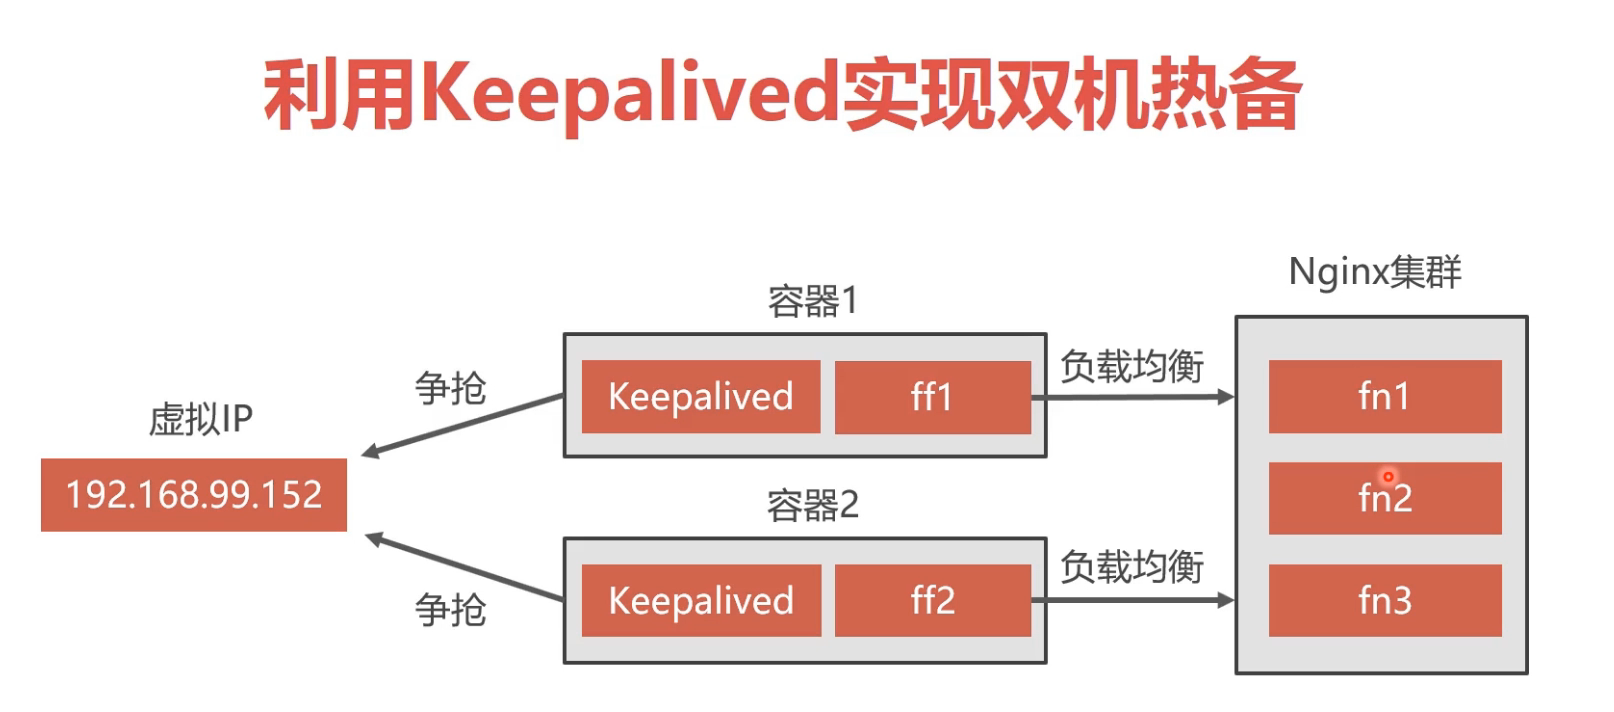 利用Keepalived实现双机热备
Nginx集群
容器1
负载均衡
争抢
Keepalived
ff1
fn1
虚拟IP
192.168.99.152
fn2
容器2
负载均衡
争抢
Keepalived
ff2
fn3